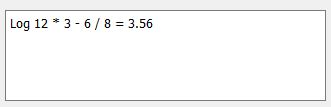 Log 12 * 3 - 6 / 8 = 3.56